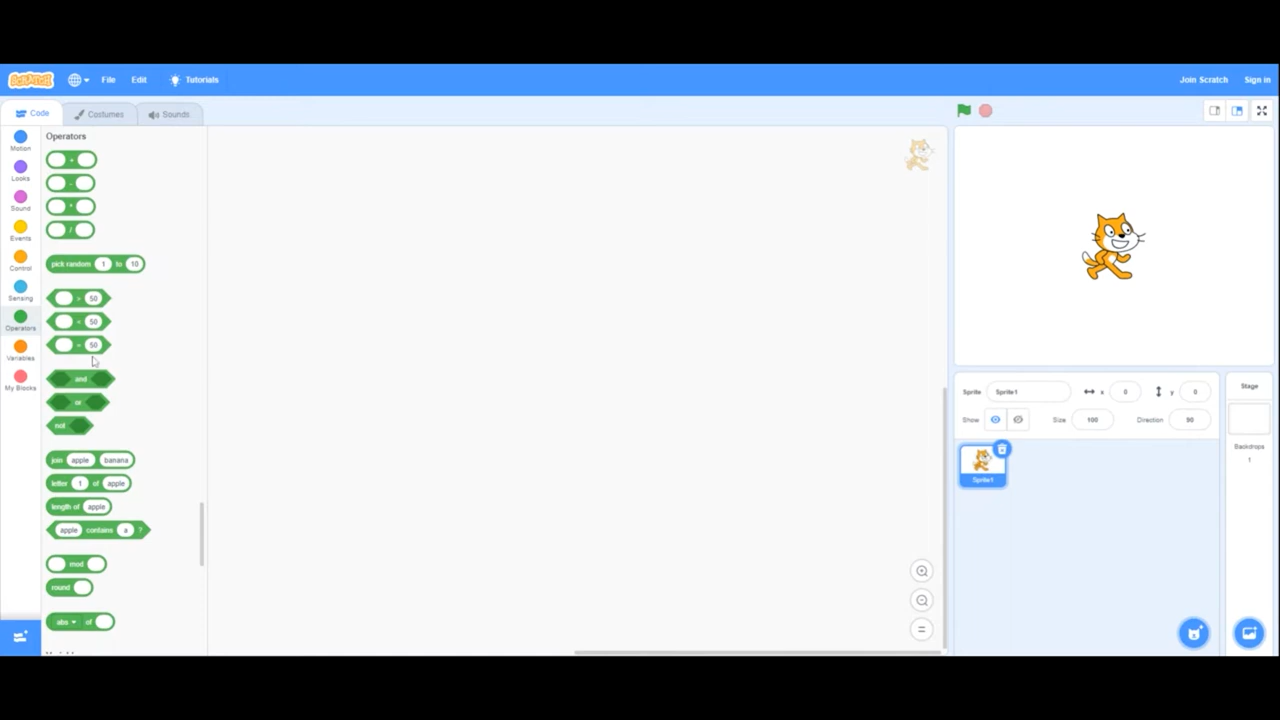 SCRATCH File Edit Tutorials Join Scratch Sign in
Code Costumes Sounds
Motion
Looks
Sound
Events
Control
Sensing
Operators
Variables
My Blocks
Operators
+
-
*
/
pick random 1 to 10
> 50
< 50
= 50
and
or
not
join apple banana
letter 1 of apple
length of apple
apple contains a ?
mod
round
abs of
Sprite Sprite1 x 0 y 0
Show Size 100 Direction 90
Sprite1
Stage
Backdrops
1